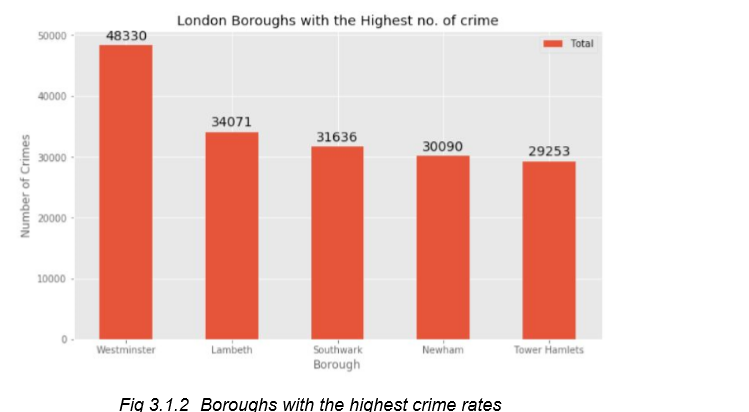 London Boroughs with the Highest no. of crime
Total
50000
40000
30000
20000
10000
0
Number of Crimes
48330
34071
31636
30090
29253
Westminster Lambeth Southwark Newham Tower Hamlets
Borough
Fig 3.1.2 Boroughs with the highest crime rates